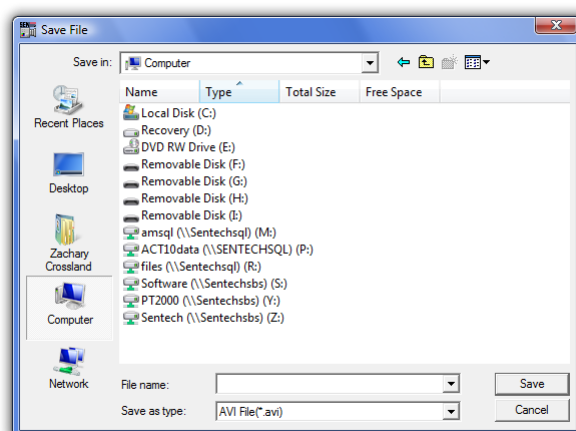 Save File
Save in:
Computer
Name Type Total Size Free Space
Local Disk (C:)
Recovery (D:)
DVD RW Drive (E:)
Removable Disk (F:)
Removable Disk (G:)
Removable Disk (H:)
Removable Disk (I:)
amsql (\\Sentechsql) (M:)
ACT10data (\\SENTECHSQL) (P:)
files (\\Sentechsql) (R:)
Software (\\Sentechsbs) (S:)
PT2000 (\\Sentechsbs) (Y:)
Sentech (\\Sentechsbs) (Z:)
Recent Places
Desktop
Zachary
Crossland
Computer
Network
File name:
Save
Save as type:
AVI File(*.avi)
Cancel